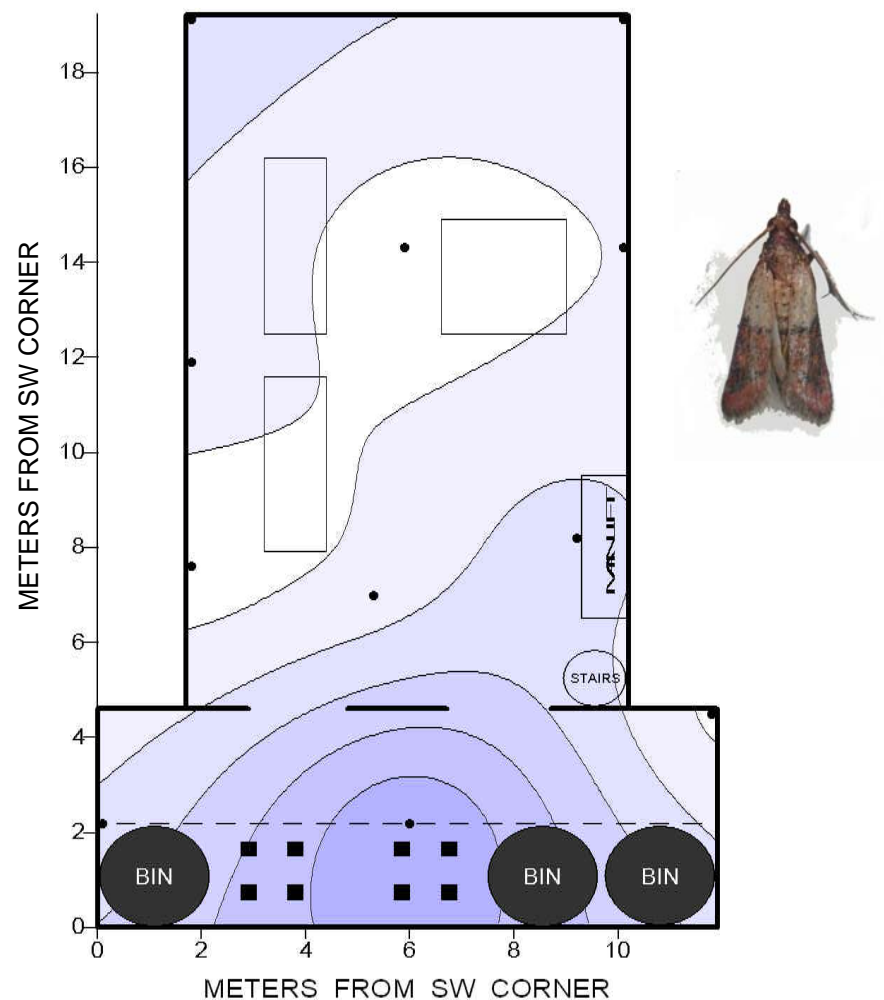 METERS FROM SW CORNER
18
16
14
12
10
8
6
4
2
0
MANLIFT
STAIRS
BIN
BIN
BIN
0 2 4 6 8 10
METERS FROM SW CORNER